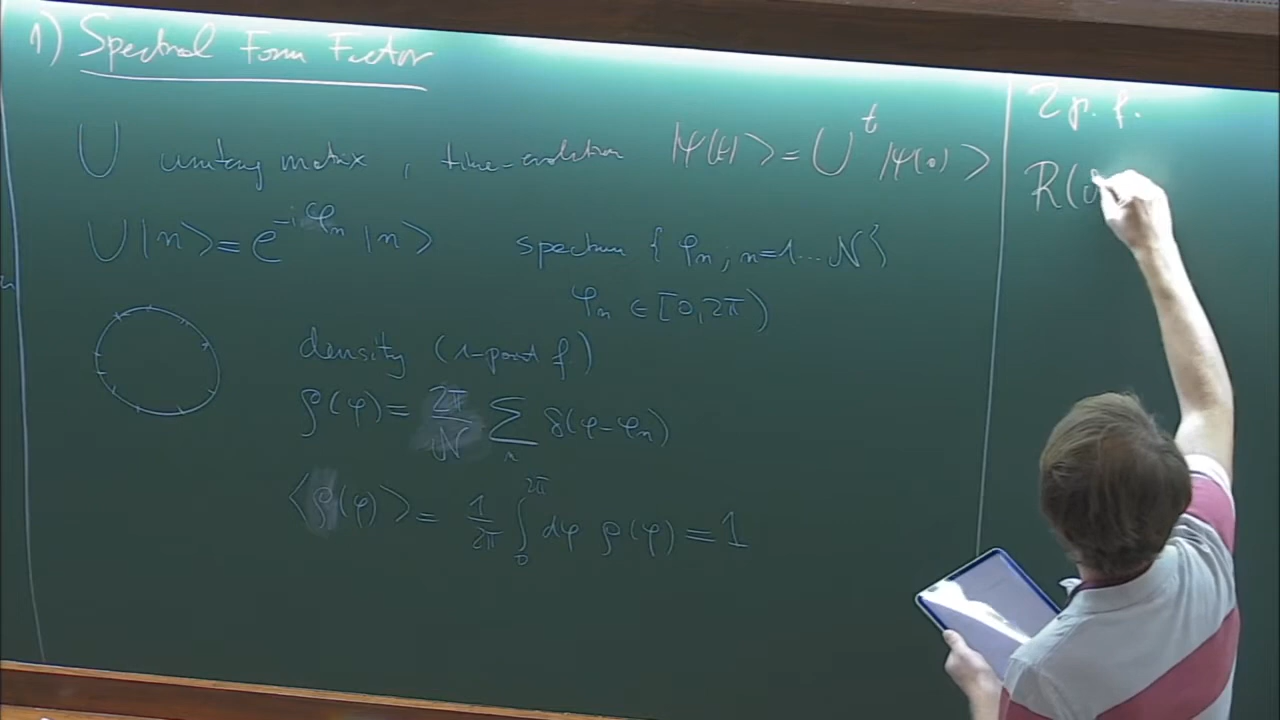 1) Spectral Form Factor
U unitary matrix, time-evolution |ψ(t)> = U^t |ψ(0)>
U|n> = e^{-iφ_n} |n> spectrum {φ_n; n=1...N}
φ_n ∈ [0,2π)
density (1-point f)
ρ(φ) = 2π/N Σ_n δ(φ-φ_n)
<ρ(φ)> = 1/2π ∫_0^{2π} dφ ρ(φ) = 1
2 p. f.
R(